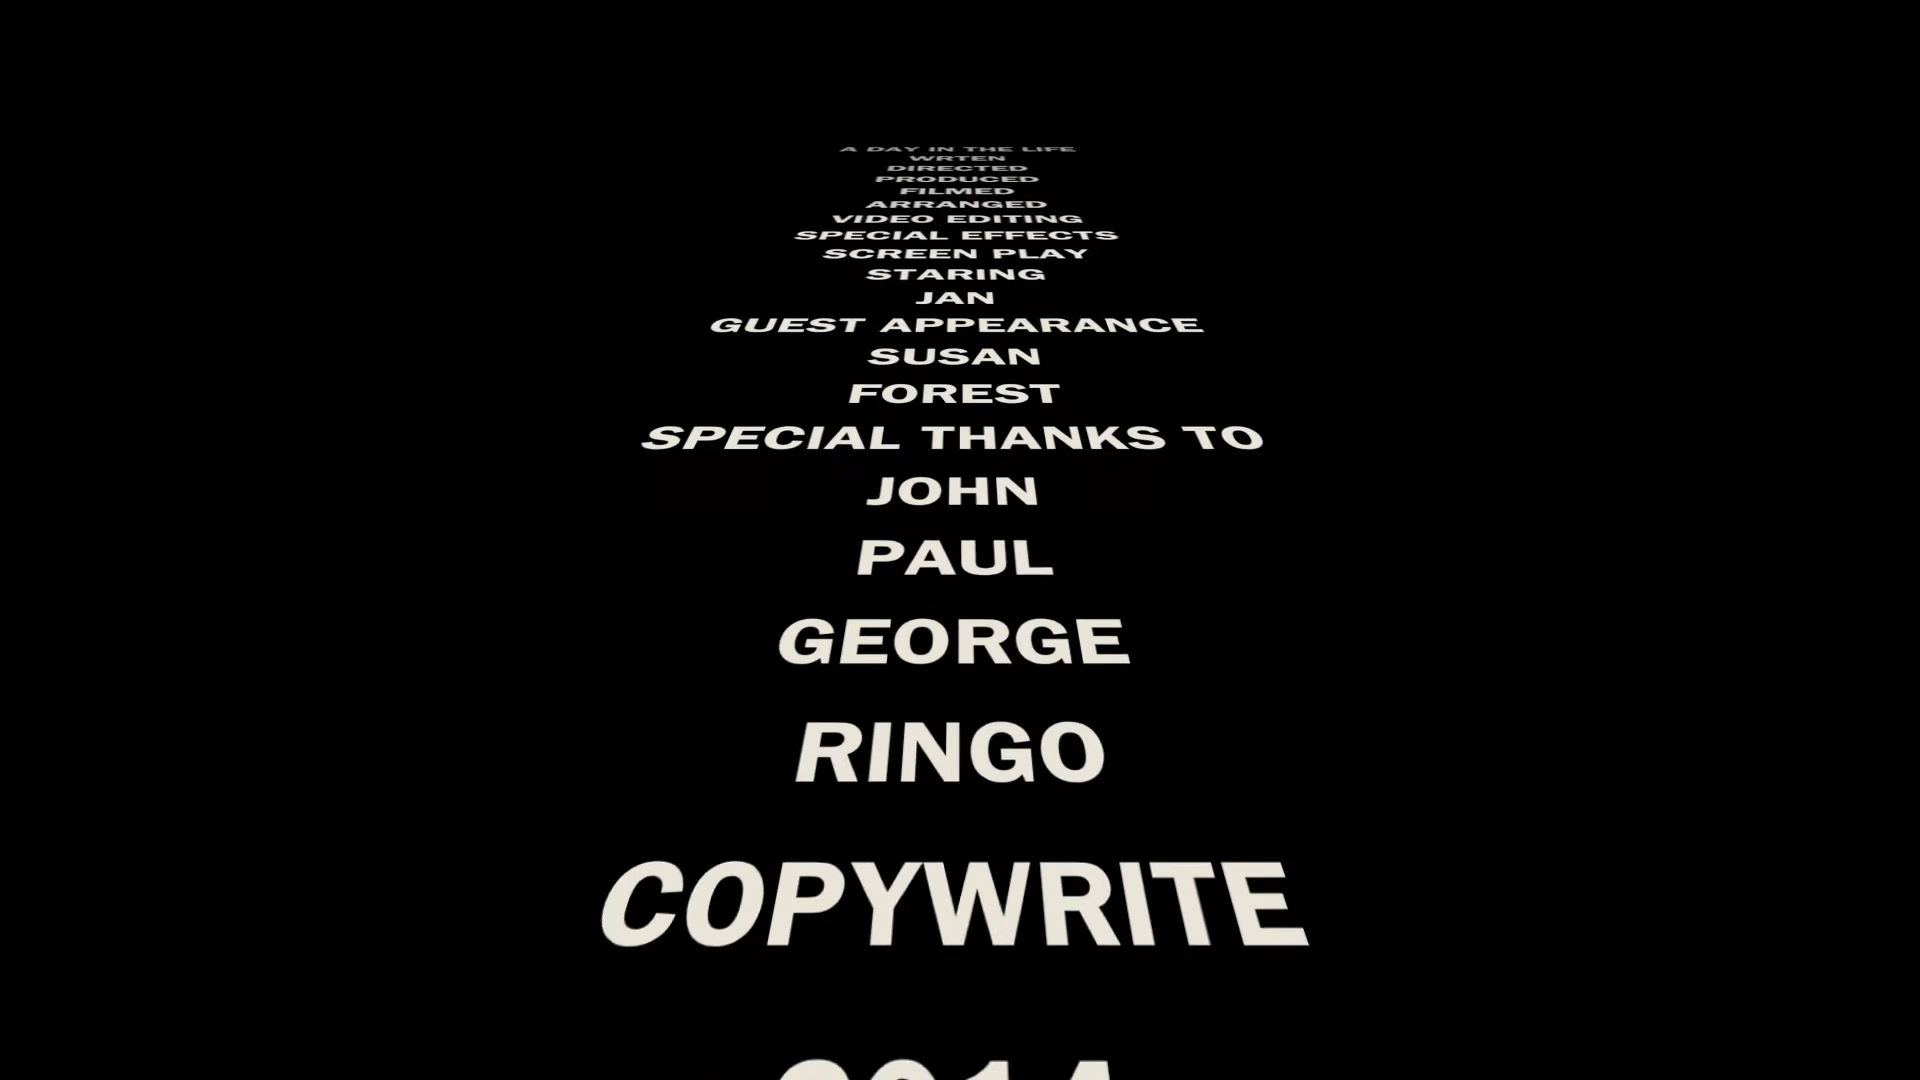 A DAY IN THE LIFE
WRTEN
DIRECTED
PRODUCED
FILMED
ARRANGED
VIDEO EDITING
SPECIAL EFFECTS
SCREEN PLAY
STARING
JAN
GUEST APPEARANCE
SUSAN
FOREST
SPECIAL THANKS TO
JOHN
PAUL
GEORGE
RINGO
COPYWRITE
2014